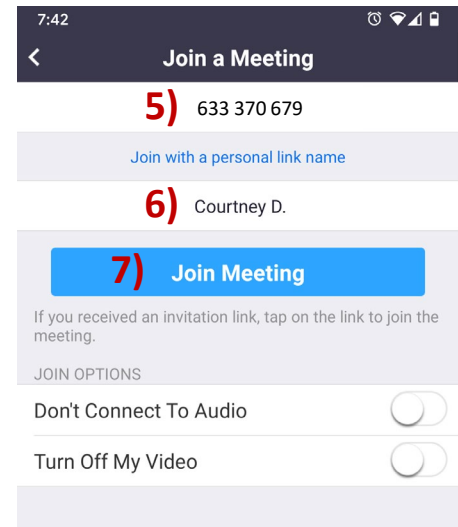 7:42
Join a Meeting
5) 633 370 679
Join with a personal link name
6) Courtney D.
7) Join Meeting
If you received an invitation link, tap on the link to join the
meeting.
JOIN OPTIONS
Don't Connect To Audio
Turn Off My Video